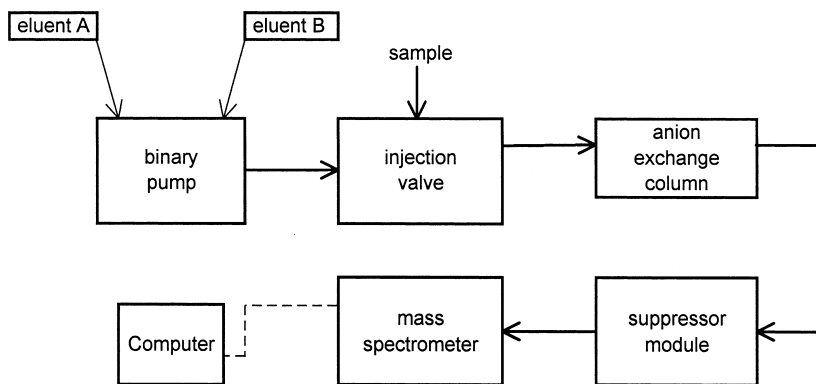 eluent A
eluent B
sample
binary
pump
injection
valve
anion
exchange
column
Computer
mass
spectrometer
suppressor
module